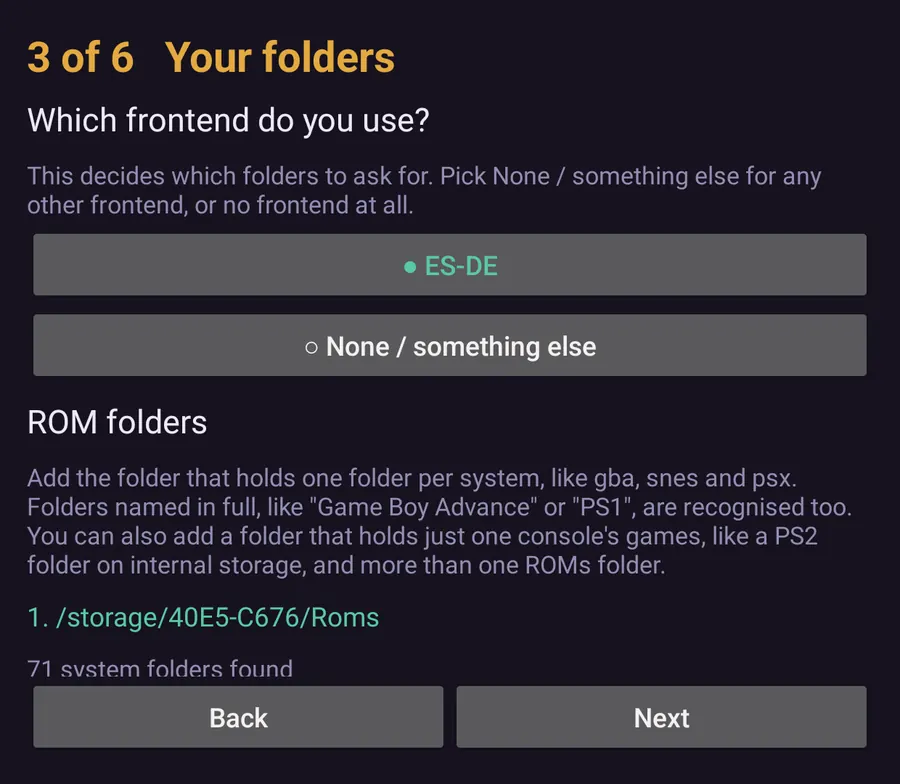 3 of 6 Your folders
Which frontend do you use?
This decides which folders to ask for. Pick None / something else for any
other frontend, or no frontend at all.
● ES-DE
○ None / something else
ROM folders
Add the folder that holds one folder per system, like gba, snes and psx.
Folders named in full, like "Game Boy Advance" or "PS1", are recognised too.
You can also add a folder that holds just one console's games, like a PS2
folder on internal storage, and more than one ROMs folder.
1. /storage/40E5-C676/Roms
71 system folders found
Back
Next